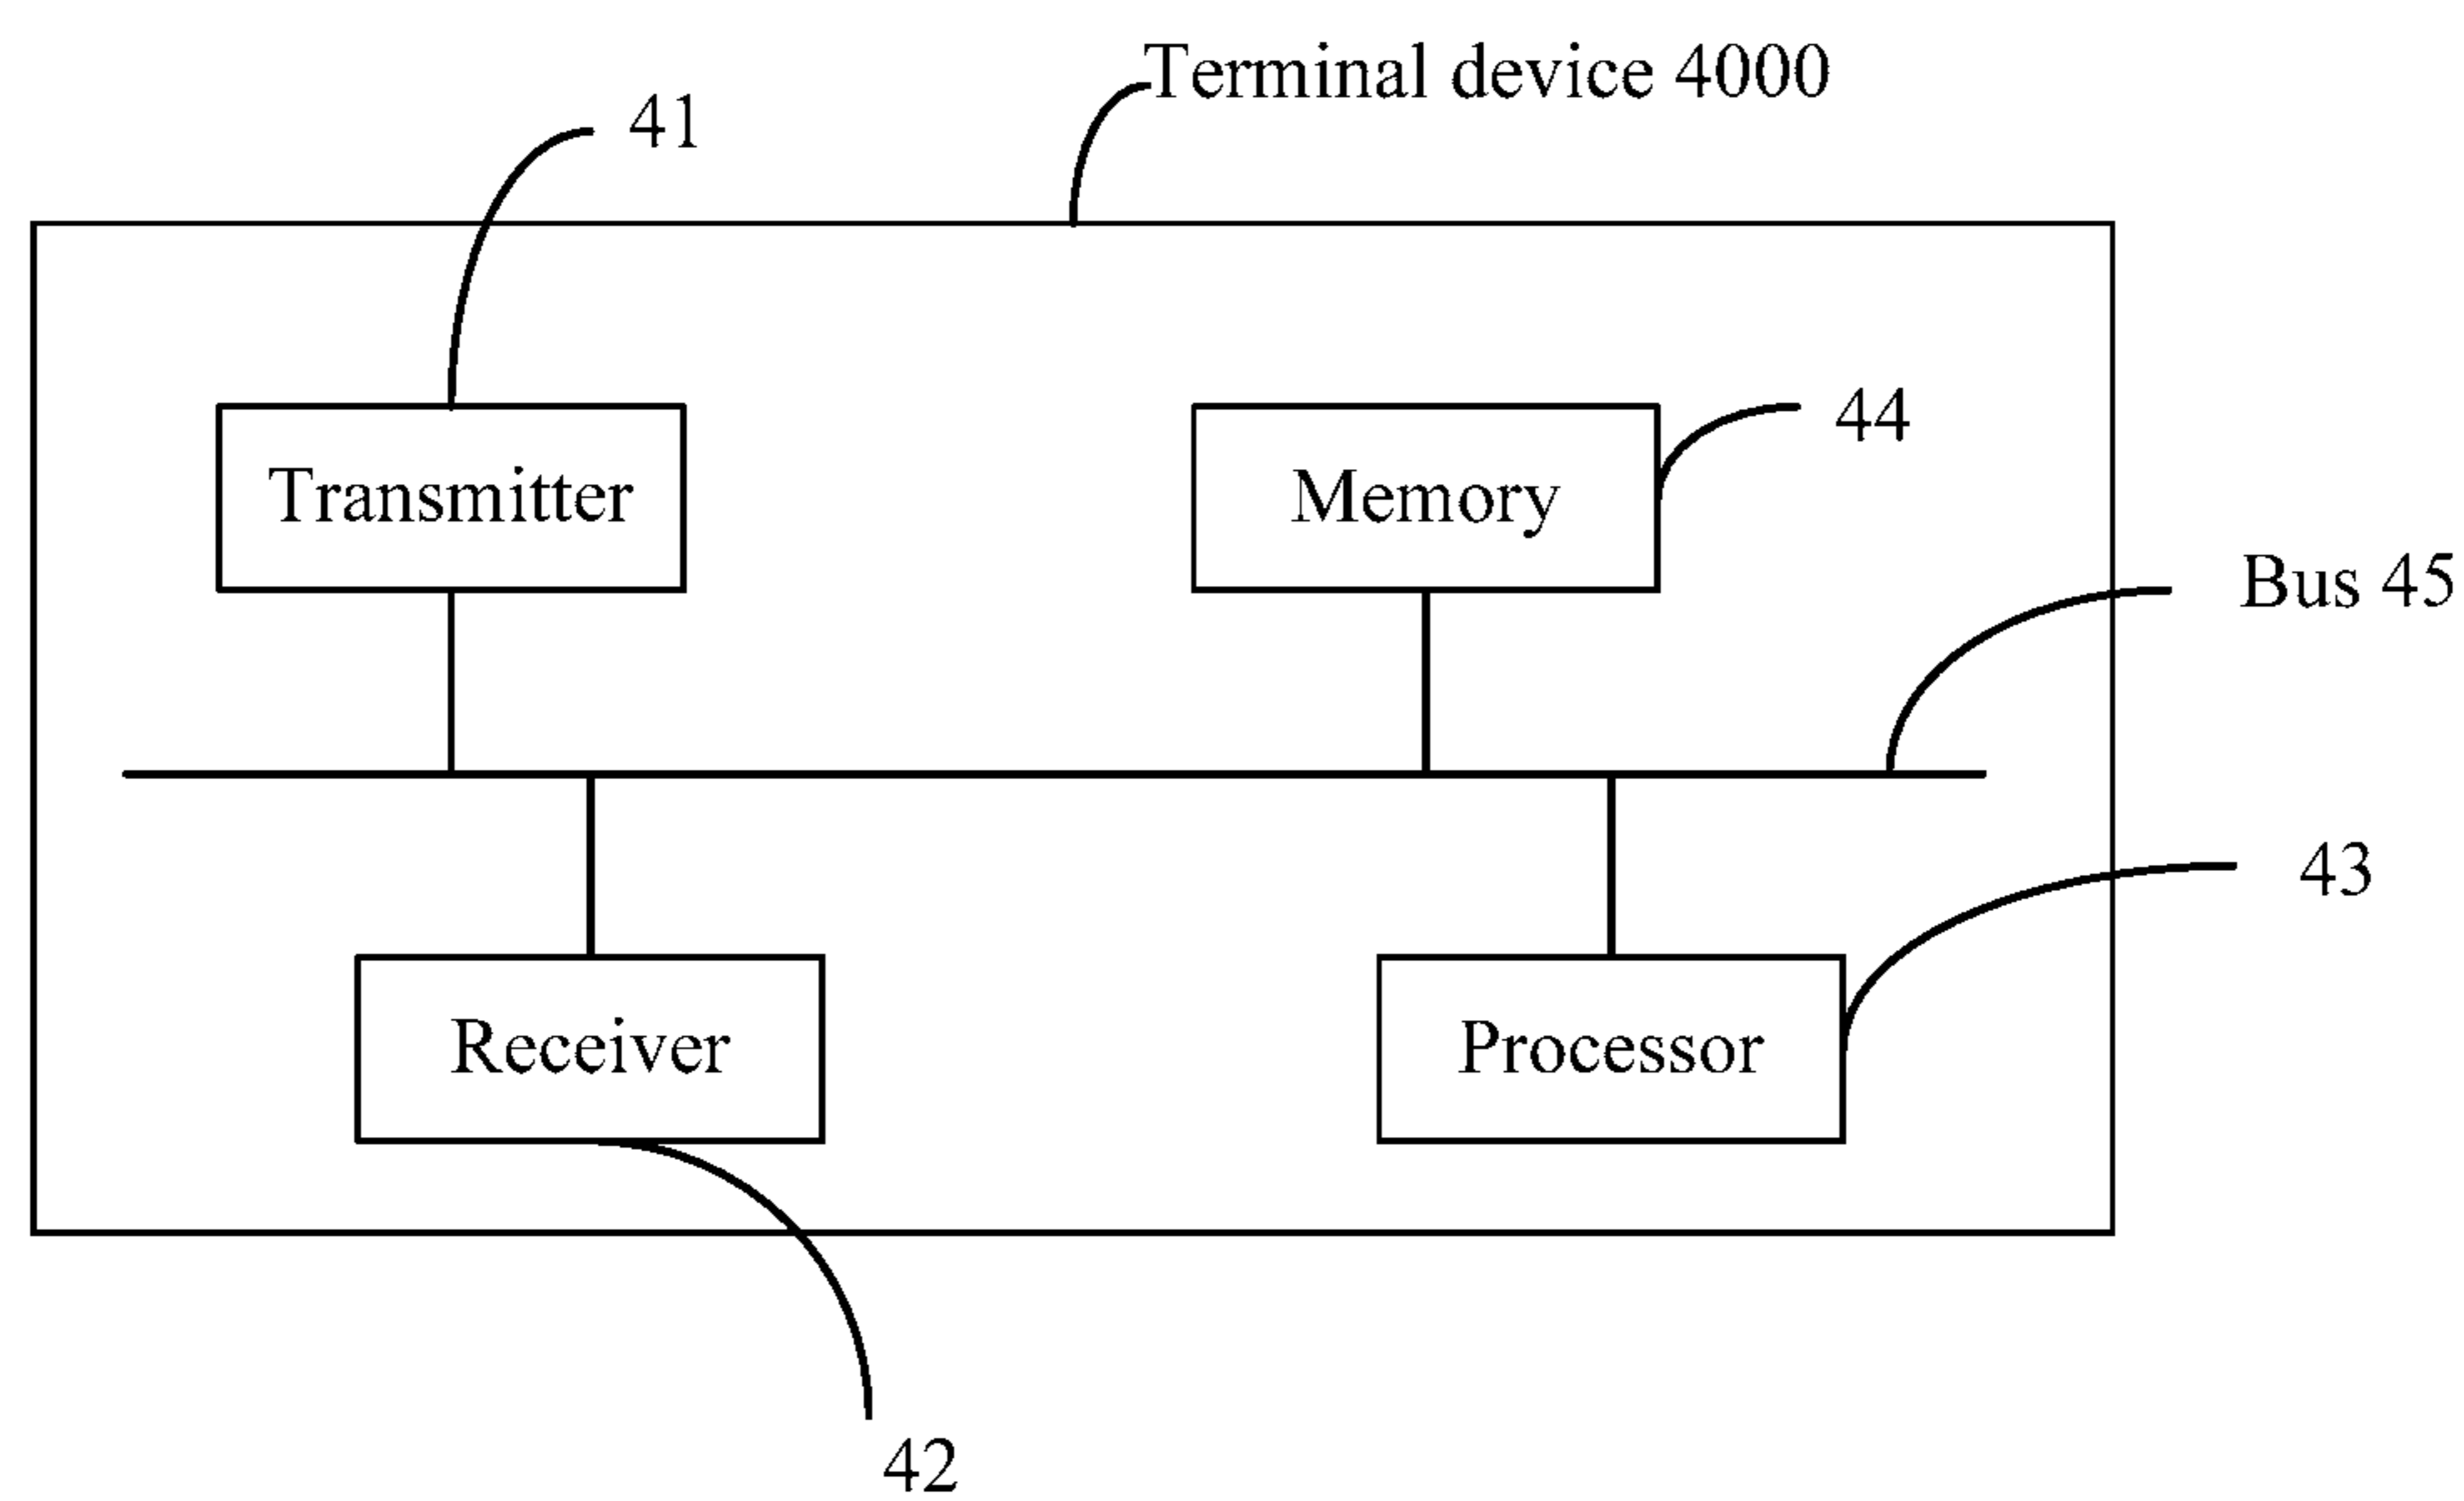 Terminal device 4000
41
44
Transmitter
Memory
Bus 45
43
Receiver
Processor
42